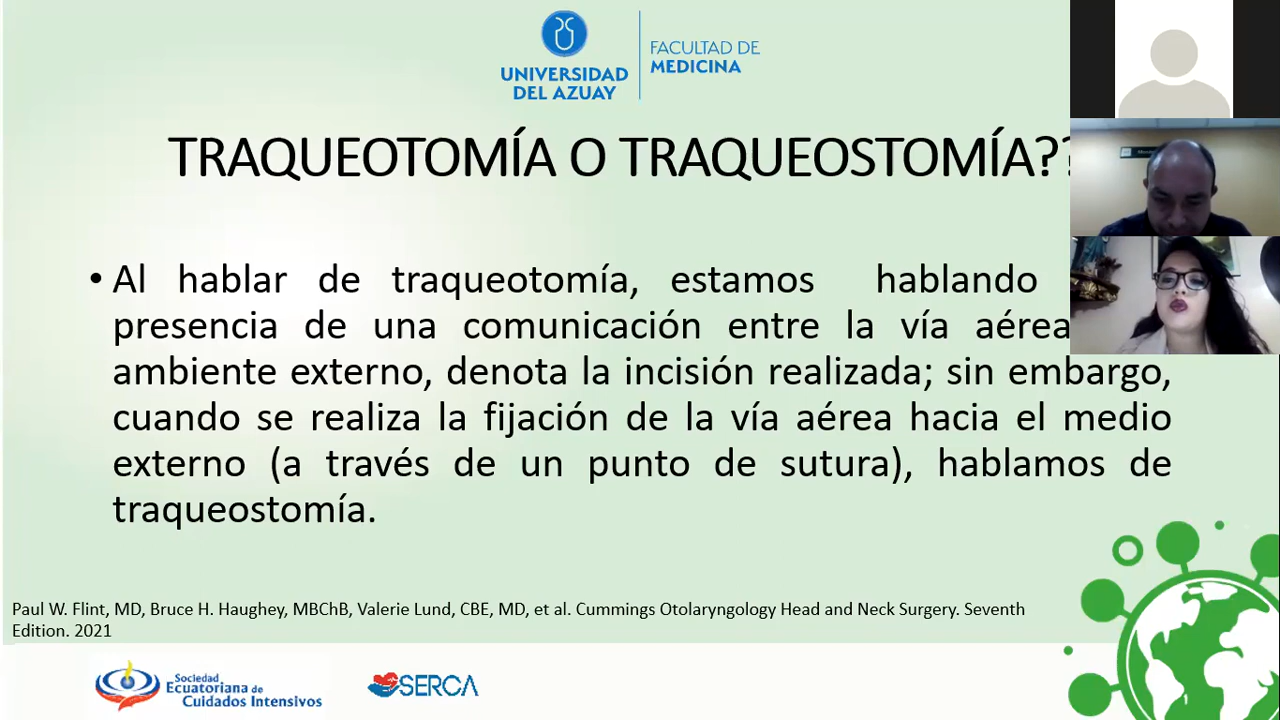 UNIVERSIDAD
DEL AZUAY
FACULTAD DE
MEDICINA
TRAQUEOTOMÍA O TRAQUEOSTOMÍA??
• Al hablar de traqueotomía, estamos hablando
presencia de una comunicación entre la vía aérea
ambiente externo, denota la incisión realizada; sin embargo,
cuando se realiza la fijación de la vía aérea hacia el medio
externo (a través de un punto de sutura), hablamos de
traqueostomía.
Paul W. Flint, MD, Bruce H. Haughey, MBChB, Valerie Lund, CBE, MD, et al. Cummings Otolaryngology Head and Neck Surgery. Seventh
Edition. 2021
Sociedad
Ecuatoriana de
Cuidados Intensivos
SERCA